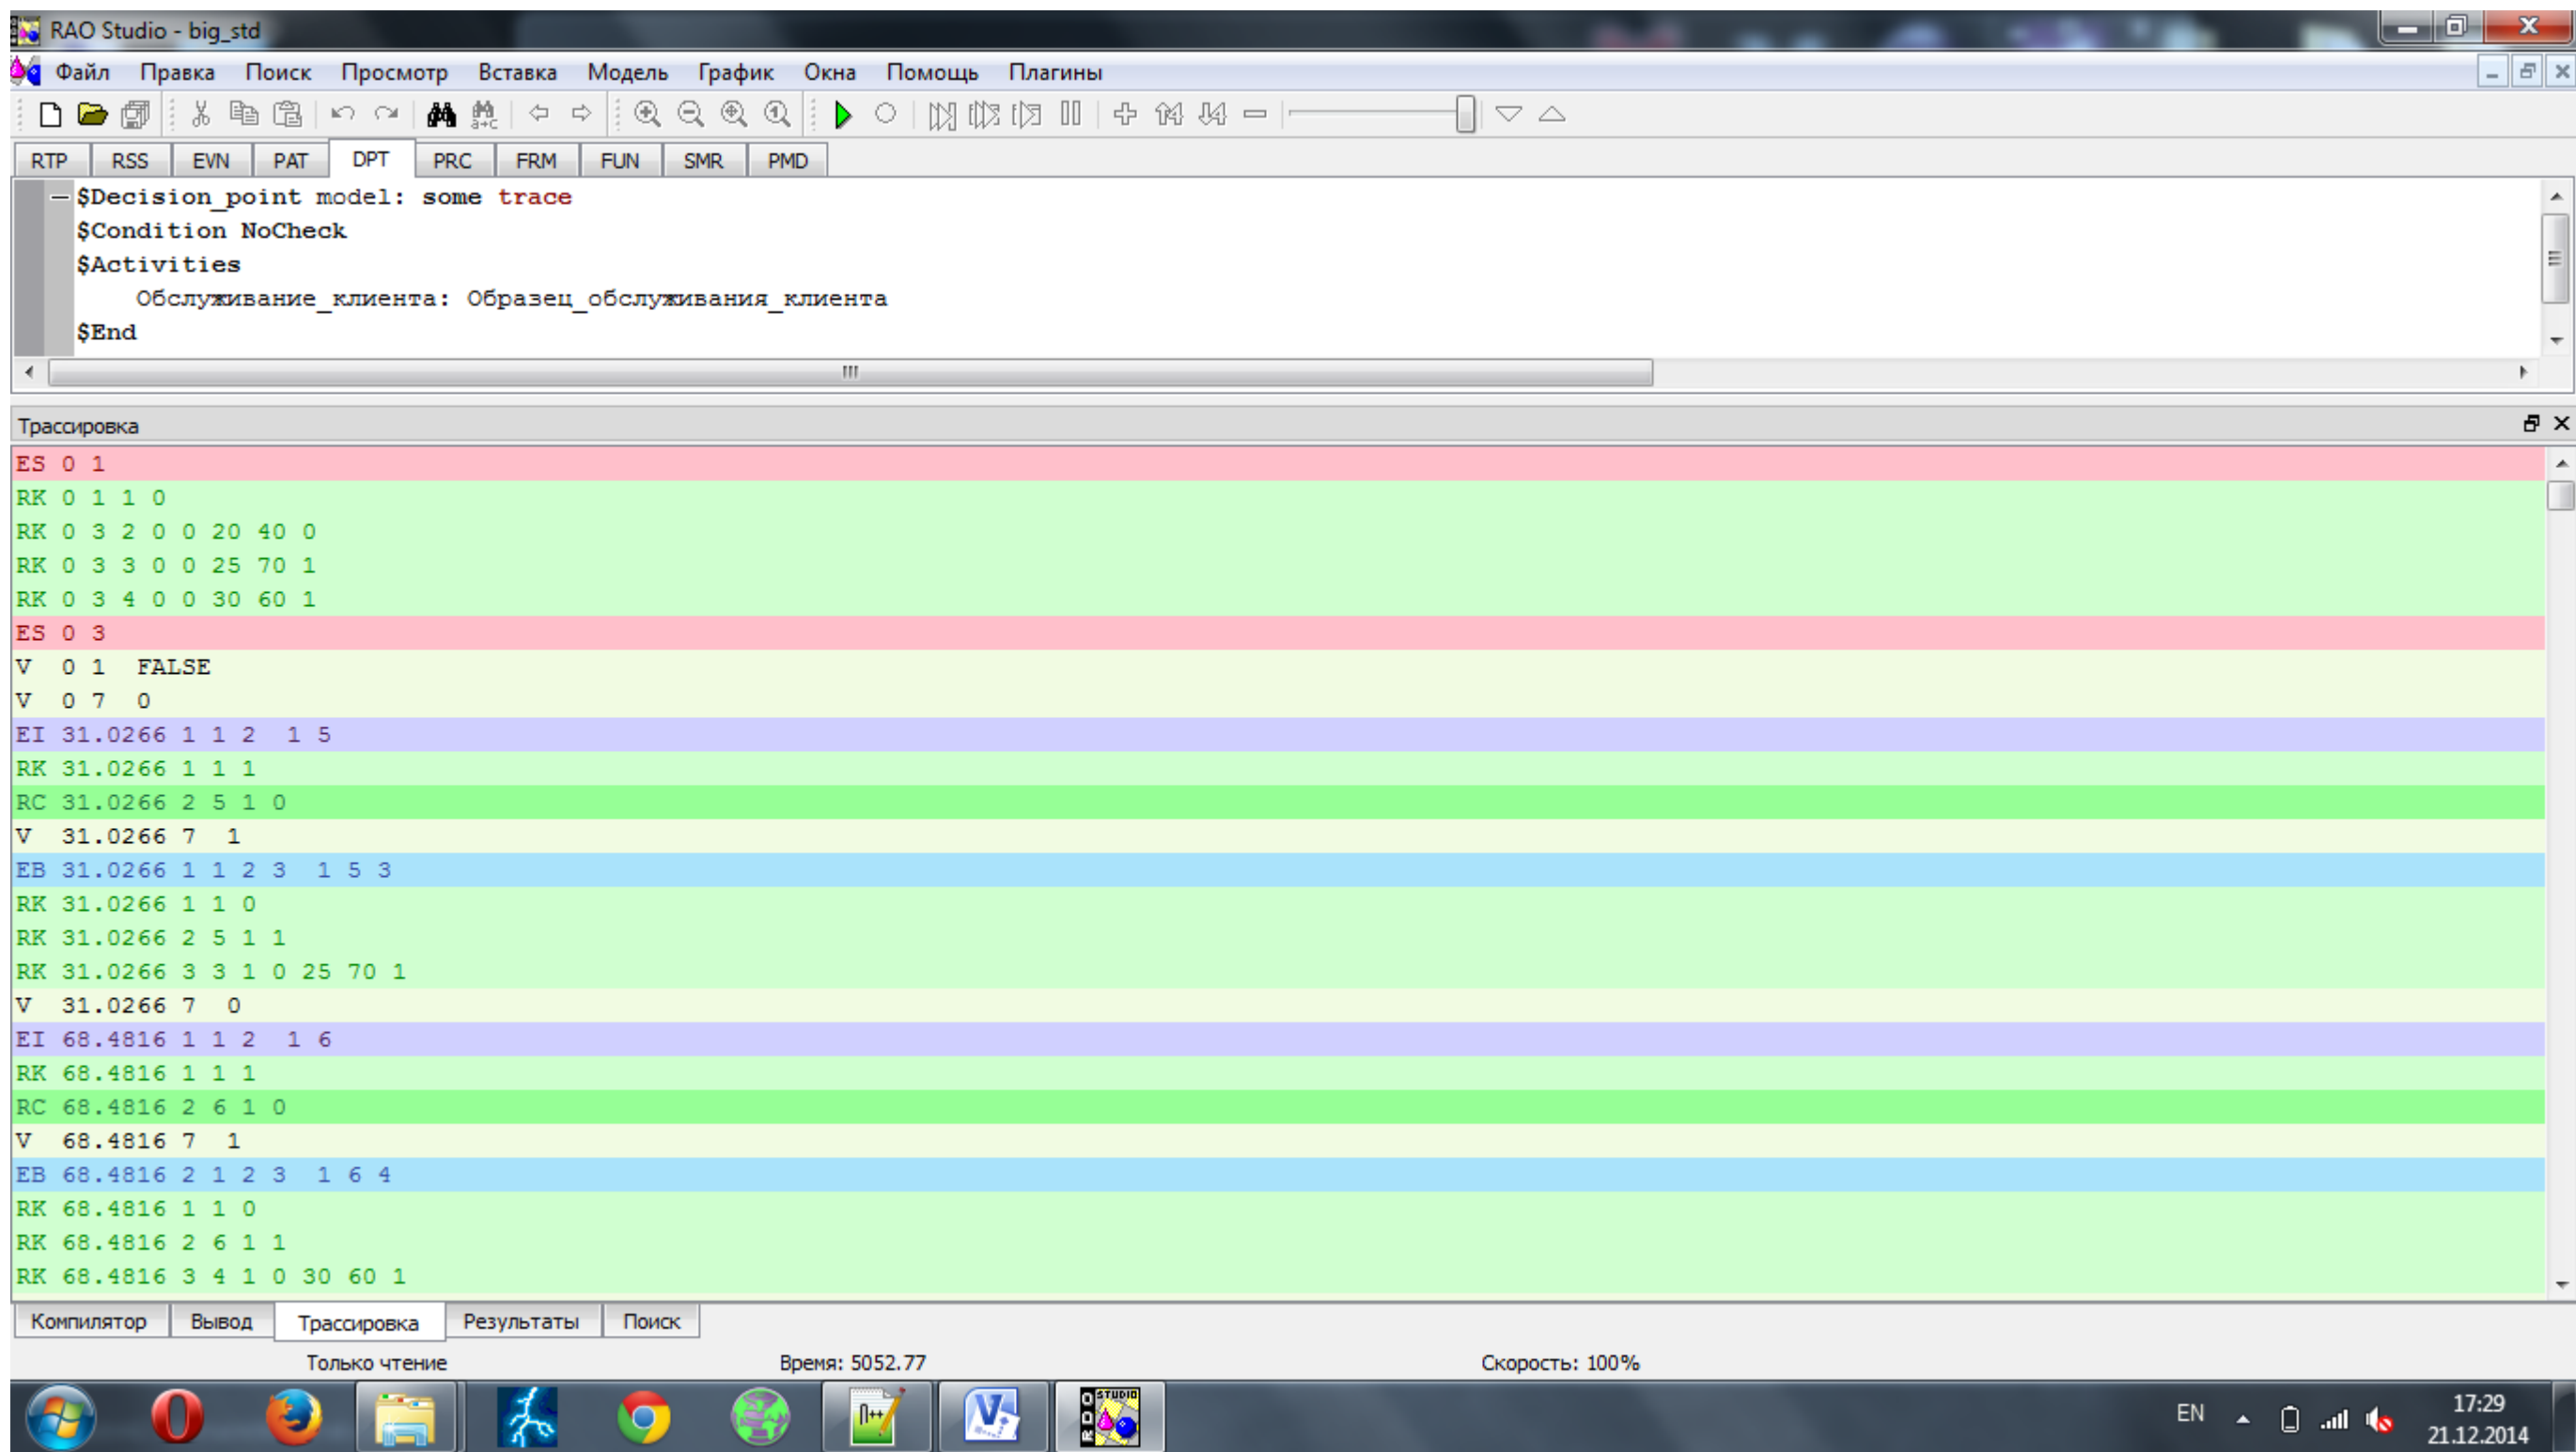 RAO Studio - big_std
Файл Правка Поиск Просмотр Вставка Модель График Окна Помощь Плагины
RTP RSS EVN PAT DPT PRC FRM FUN SMR PMD
$Decision_point model: some trace
$Condition NoCheck
$Activities
Обслуживание_клиента: Образец_обслуживания_клиента
$End
Трассировка
ES 0 1
RK 0 1 1 0
RK 0 3 2 0 0 20 40 0
RK 0 3 3 0 0 25 70 1
RK 0 3 4 0 0 30 60 1
ES 0 3
V 0 1 FALSE
V 0 7 0
EI 31.0266 1 1 2 1 5
RK 31.0266 1 1 1
RC 31.0266 2 5 1 0
V 31.0266 7 1
EB 31.0266 1 1 2 3 1 5 3
RK 31.0266 1 1 0
RK 31.0266 2 5 1 1
RK 31.0266 3 3 1 0 25 70 1
V 31.0266 7 0
EI 68.4816 1 1 2 1 6
RK 68.4816 1 1 1
RC 68.4816 2 6 1 0
V 68.4816 7 1
EB 68.4816 2 1 2 3 1 6 4
RK 68.4816 1 1 0
RK 68.4816 2 6 1 1
RK 68.4816 3 4 1 0 30 60 1
Компилятор Вывод Трассировка Результаты Поиск
Только чтение Время: 5052.77 Скорость: 100%
EN 17:29
21.12.2014